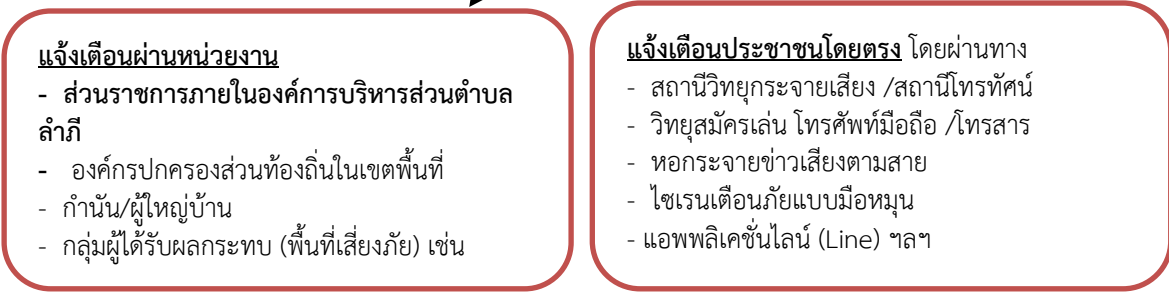 แจ้งเตือนผ่านหน่วยงาน
- ส่วนราชการภายในองค์การบริหารส่วนตำบล
ลำภี
- องค์กรปกครองส่วนท้องถิ่นในเขตพื้นที่
- กำนัน/ผู้ใหญ่บ้าน
- กลุ่มผู้ได้รับผลกระทบ (พื้นที่เสี่ยงภัย) เช่น
แจ้งเตือนประชาชนโดยตรง โดยผ่านทาง
- สถานีวิทยุกระจายเสียง /สถานีโทรทัศน์
- วิทยุสมัครเล่น โทรศัพท์มือถือ /โทรสาร
- หอกระจายข่าวเสียงตามสาย
- ไซเรนเตือนภัยแบบมือหมุน
- แอพพลิเคชั่นไลน์ (Line) ฯลฯ